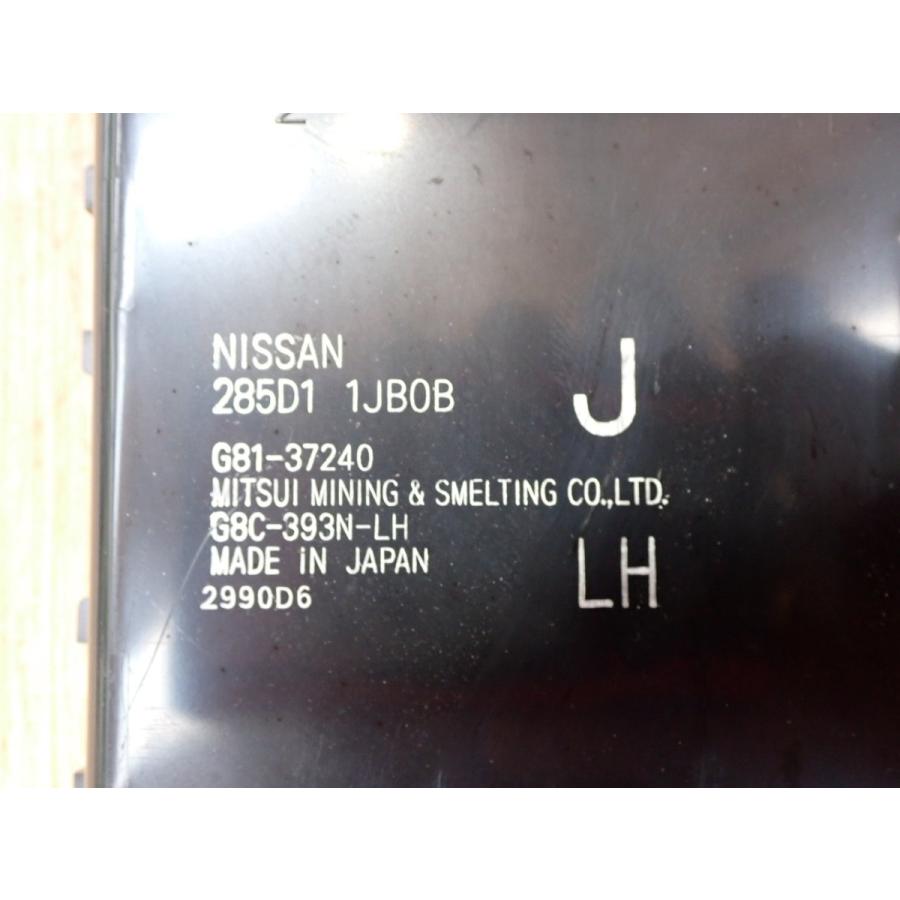 NISSAN
285D1 1JB0B
J
G81-37240
MITSUI MINING & SMELTING CO.,LTD.
G8C-393N-LH
MADE iN JAPAN
LH
2990D6